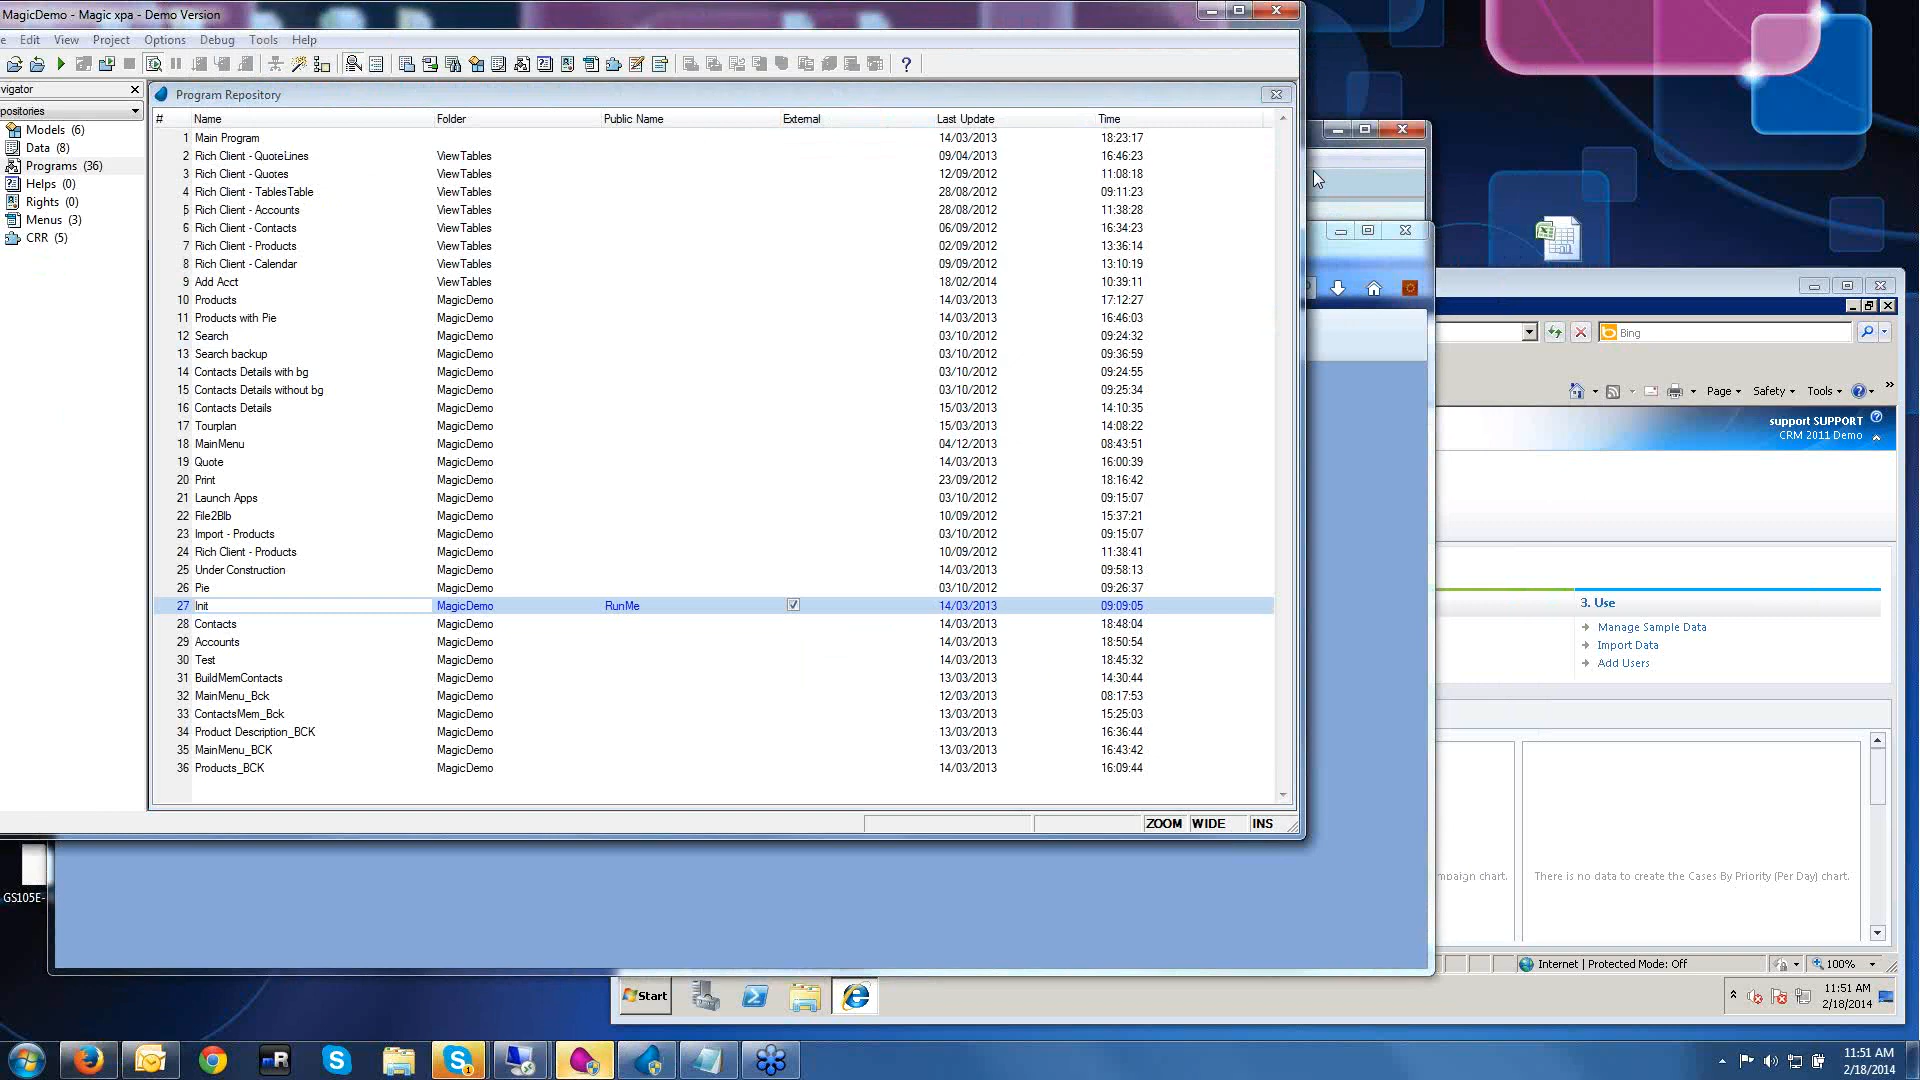 MagicDemo - Magic xpa - Demo Version
e Edit View Project Options Debug Tools Help
vigator
positories
Models (6)
Data (8)
Programs (36)
Helps (0)
Rights (0)
Menus (3)
CRR (5)
Program Repository
# Name Folder Public Name External Last Update Time
1 Main Program 14/03/2013 18:23:17
2 Rich Client - QuoteLines ViewTables 09/04/2013 16:46:23
3 Rich Client - Quotes ViewTables 12/09/2012 11:08:18
4 Rich Client - TablesTable ViewTables 28/08/2012 09:11:23
5 Rich Client - Accounts ViewTables 28/08/2012 11:38:28
6 Rich Client - Contacts ViewTables 06/09/2012 16:34:23
7 Rich Client - Products ViewTables 02/09/2012 13:36:14
8 Rich Client - Calendar ViewTables 09/09/2012 13:10:19
9 Add Acct ViewTables 18/02/2014 10:39:11
10 Products MagicDemo 14/03/2013 17:12:27
11 Products with Pie MagicDemo 14/03/2013 16:46:03
12 Search MagicDemo 03/10/2012 09:24:32
13 Search backup MagicDemo 03/10/2012 09:36:59
14 Contacts Details with bg MagicDemo 03/10/2012 09:24:55
15 Contacts Details without bg MagicDemo 03/10/2012 09:25:34
16 Contacts Details MagicDemo 15/03/2013 14:10:35
17 Tourplan MagicDemo 15/03/2013 14:08:22
18 MainMenu MagicDemo 04/12/2013 08:43:51
19 Quote MagicDemo 14/03/2013 16:00:39
20 Print MagicDemo 23/09/2012 18:16:42
21 Launch Apps MagicDemo 03/10/2012 09:15:07
22 File2Blb MagicDemo 10/09/2012 15:37:21
23 Import - Products MagicDemo 03/10/2012 09:15:07
24 Rich Client - Products MagicDemo 10/09/2012 11:38:41
25 Under Construction MagicDemo 14/03/2013 09:58:13
26 Pie MagicDemo 03/10/2012 09:26:37
27 Init MagicDemo RunMe 14/03/2013 09:09:05
28 Contacts MagicDemo 14/03/2013 18:48:04
29 Accounts MagicDemo 14/03/2013 18:50:54
30 Test MagicDemo 14/03/2013 18:45:32
31 BuildMemContacts MagicDemo 13/03/2013 14:30:44
32 MainMenu_Bck MagicDemo 12/03/2013 08:17:53
33 ContactsMem_Bck MagicDemo 13/03/2013 15:25:03
34 Product Description_BCK MagicDemo 13/03/2013 16:36:44
35 MainMenu_BCK MagicDemo 13/03/2013 16:43:42
36 Products_BCK MagicDemo 14/03/2013 16:09:44
ZOOM WIDE INS
GS105E-
Bing
Page Safety Tools
support SUPPORT
CRM 2011 Demo
3. Use
Manage Sample Data
Import Data
Add Users
mpaign chart.
There is no data to create the Cases By Priority (Per Day) chart.
Internet | Protected Mode: Off
100%
Start
11:51 AM
2/18/2014
mR
11:51 AM
2/18/2014